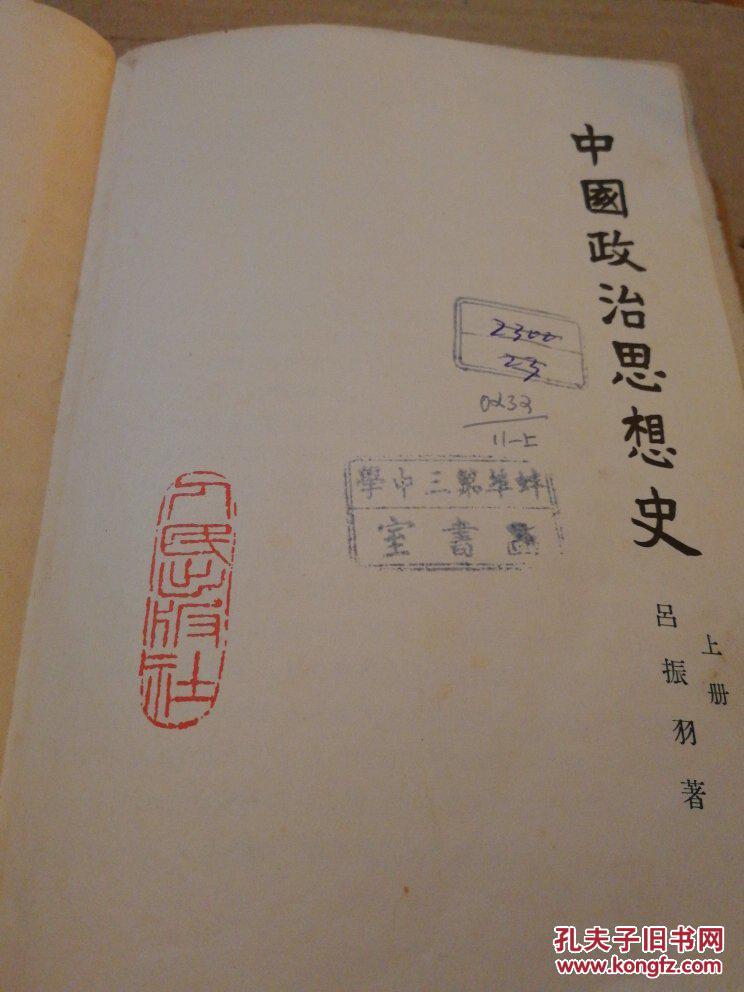 中國政治思想史
上册
呂振羽著
2300
23
0233
11-上
蚌埠第三中學
圖書室
人民出版社
孔夫子旧书网
www.kongfz.com